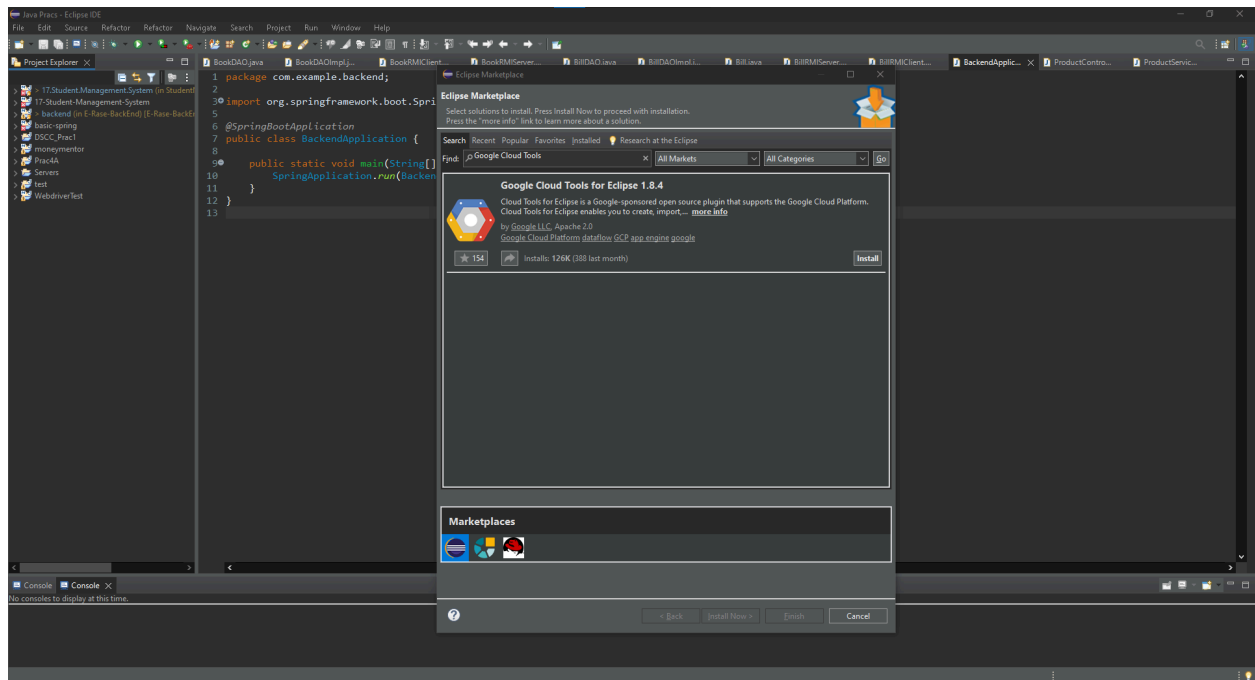 Java Pracs - Eclipse IDE
File Edit Source Refactor Refactor Navigate Search Project Run Window Help
Project Explorer
BookDAO.java BookDAOImpl.j... BookRMIClient... BookRMIServer... BillDAO.java BillDAOImpl.j... Bill.java BillRMIServer... BillRMIClient.... BackendApplic... ProductContro... ProductServic...
> 17.Student.Management.System (in Student
17-Student-Management-System
> backend (in E-Rase-BackEnd) [E-Rase-BackE
basic-spring
DSCC_Prac1
moneymentor
Prac4A
Servers
test
WebdriverTest
1 package com.example.backend;
2
3 import org.springframework.boot.Spri
5
6 @SpringBootApplication
7 public class BackendApplication {
8
9 public static void main(String[]
10 SpringApplication.run(Backen
11 }
12 }
13
Eclipse Marketplace
Eclipse Marketplace
Select solutions to install. Press Install Now to proceed with installation.
Press the "more info" link to learn more about a solution.
Search Recent Popular Favorites Installed Research at the Eclipse
Find: Google Cloud Tools All Markets All Categories Go
Google Cloud Tools for Eclipse 1.8.4
Cloud Tools for Eclipse is a Google-sponsored open source plugin that supports the Google Cloud Platform.
Cloud Tools for Eclipse enables you to create, import,... more info
by Google LLC, Apache 2.0
Google Cloud Platform dataflow GCP app engine google
154 Installs: 126K (388 last month) Install
Marketplaces
< Back Install Now > Finish Cancel
Console Console
No consoles to display at this time.